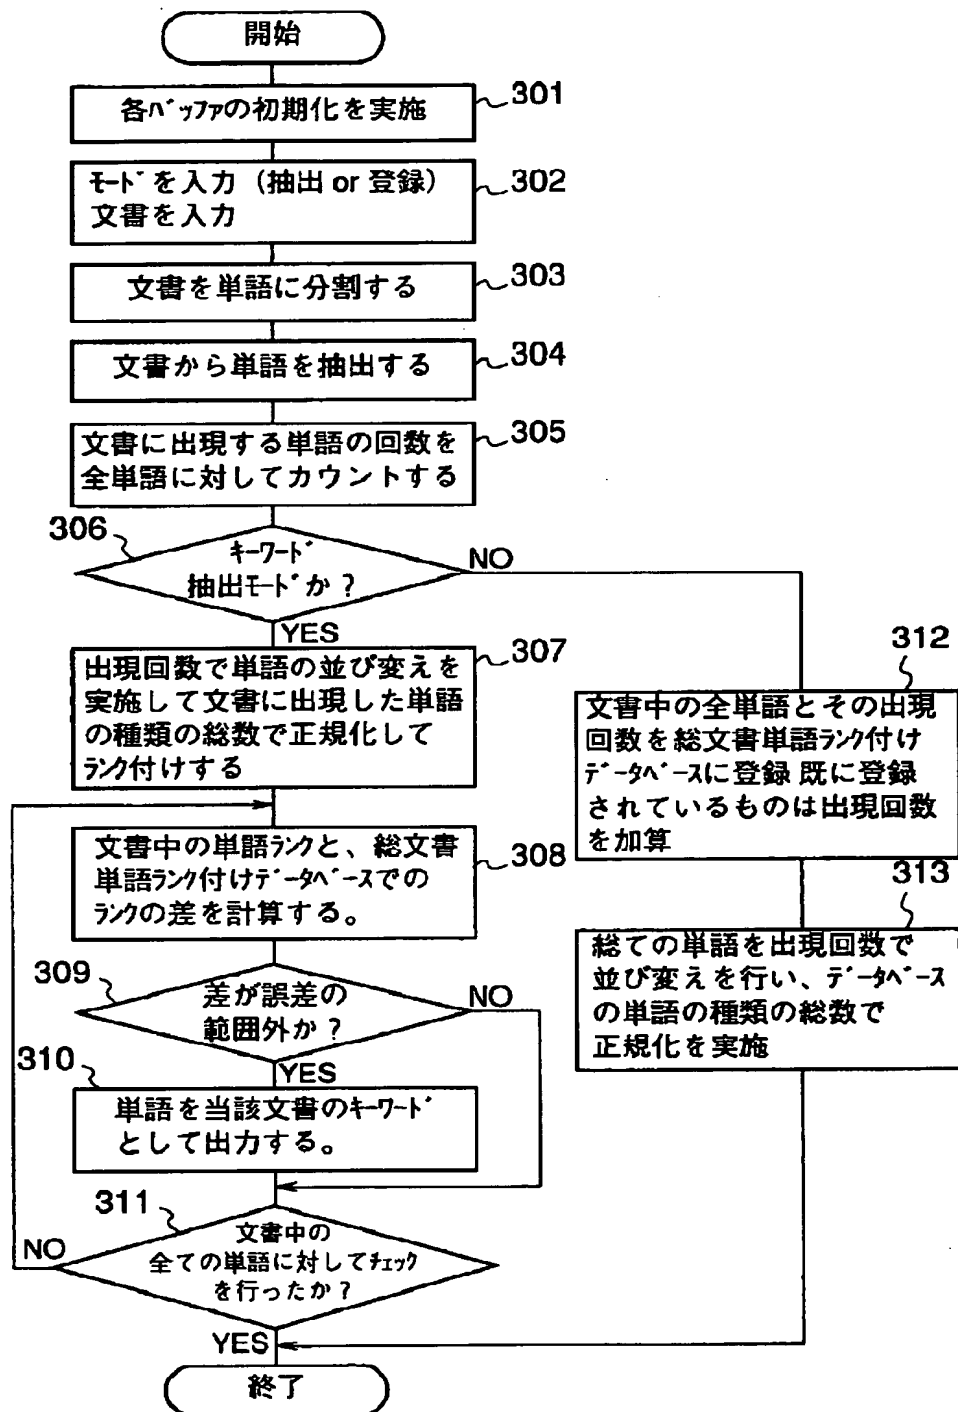 開始
各バッファの初期化を実施
301
モードを入力（抽出 or 登録）
文書を入力
302
文書を単語に分割する
303
文書から単語を抽出する
304
文書に出現する単語の回数を
全単語に対してカウントする
305
306
キーワード
抽出モードか？
NO
YES
出現回数で単語の並び変えを
実施して文書に出現した単語
の種類の総数で正規化して
ランク付けする
307
312
文書中の全単語とその出現
回数を総文書単語ランク付け
データベースに登録 既に登録
されているものは出現回数
を加算
文書中の単語ランクと、総文書
単語ランク付けデータベースでの
ランクの差を計算する。
308
313
総ての単語を出現回数で
並び変えを行い、データベース
の単語の種類の総数で
正規化を実施
309
差が誤差の
範囲外か？
NO
YES
310
単語を当該文書のキーワード
として出力する。
311
文書中の
全ての単語に対してチェック
を行ったか？
NO
YES
終了